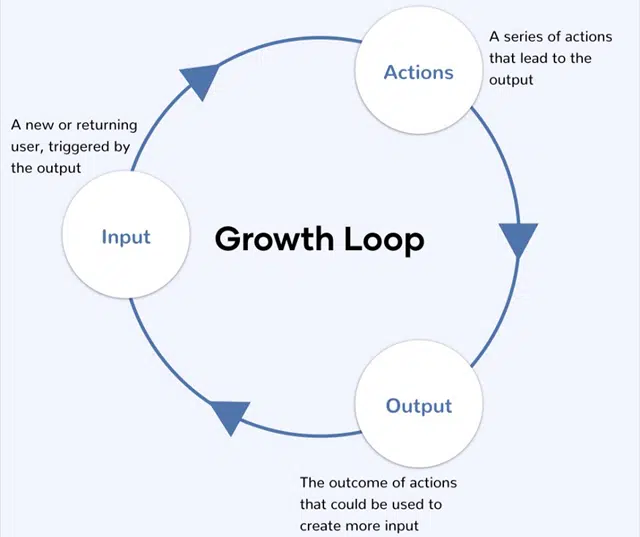 Actions
A series of actions
that lead to the
output
A new or returning
user, triggered by
the output
Input
Growth Loop
Output
The outcome of actions
that could be used to
create more input